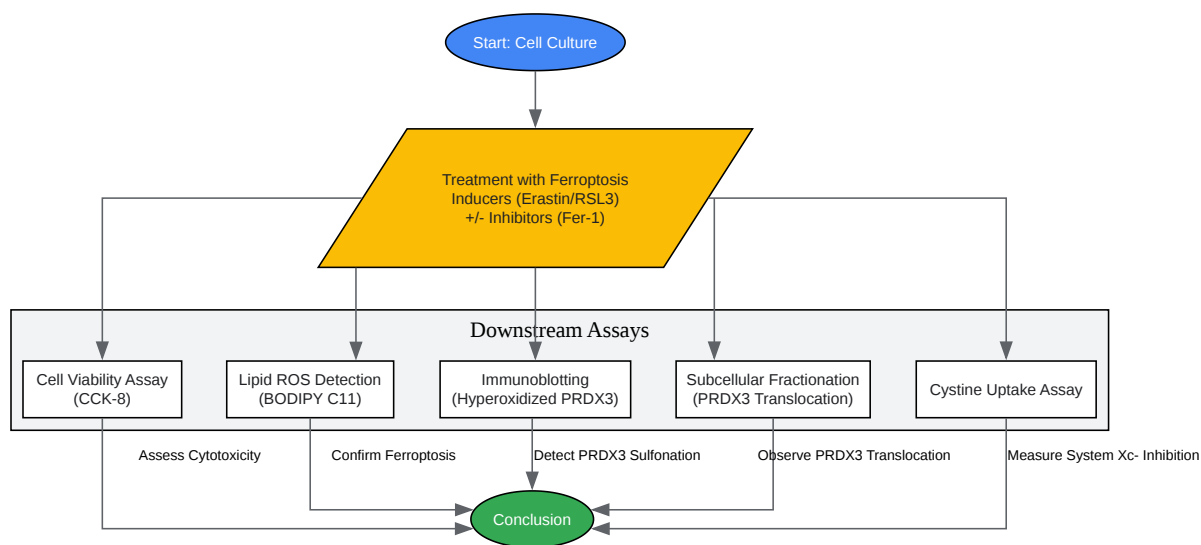 Start: Cell Culture
Treatment with Ferroptosis
Inducers (Erastin/RSL3)
+/- Inhibitors (Fer-1)
Downstream Assays
Cell Viability Assay
(CCK-8)
Lipid ROS Detection
(BODIPY C11)
Immunoblotting
(Hyperoxidized PRDX3)
Subcellular Fractionation
(PRDX3 Translocation)
Cystine Uptake Assay
Assess Cytotoxicity
Confirm Ferroptosis
Detect PRDX3 Sulfonation
Observe PRDX3 Translocation
Measure System Xc- Inhibition
Conclusion